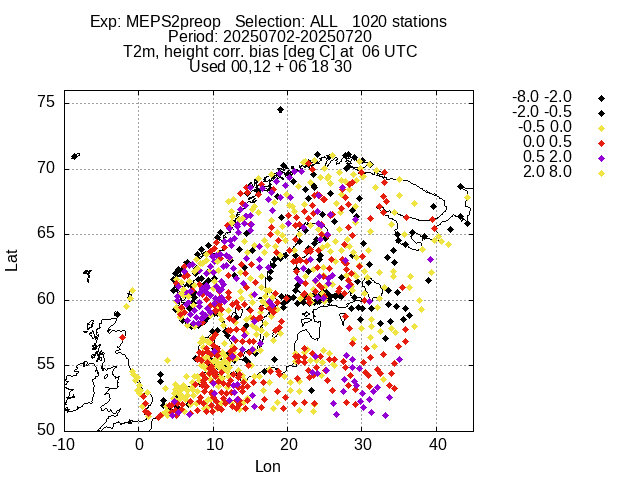 Exp: MEPS2preop   Selection: ALL   1020 stations
Period: 20250702-20250720
T2m, height corr. bias [deg C] at  06 UTC
Used 00,12 + 06 18 30
-8.0 -2.0
-2.0 -0.5
-0.5 0.0
0.0 0.5
0.5 2.0
2.0 8.0
75
70
65
60
55
50
Lat
-10 0 10 20 30 40
Lon